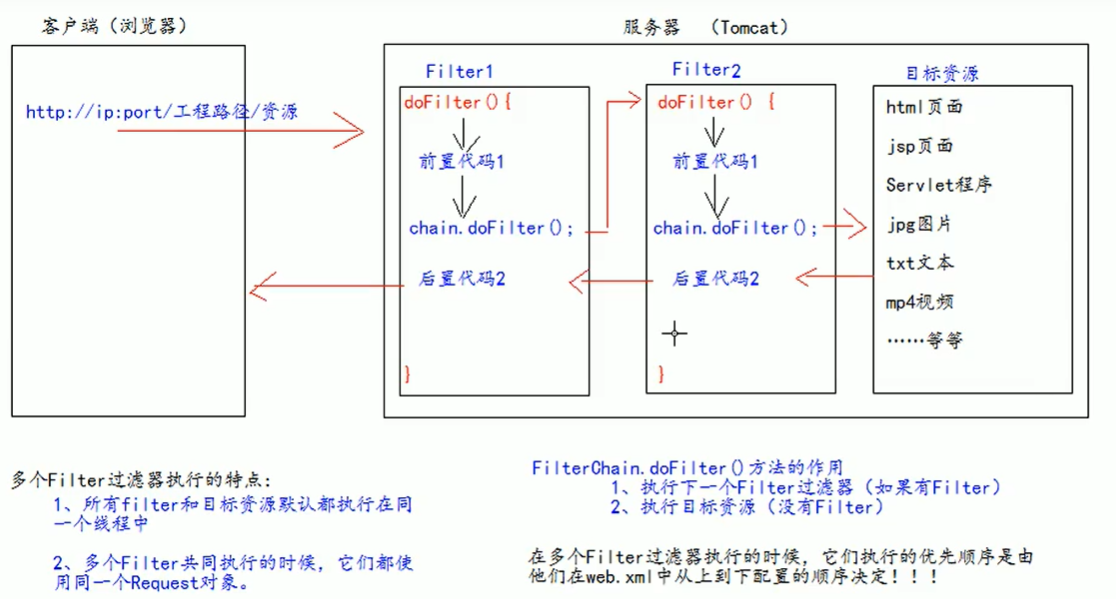 客户端（浏览器）
服务器 （Tomcat）
http://ip:port/工程路径/资源
Filter1
doFilter(){
前置代码1
chain.doFilter();
后置代码2
}
Filter2
doFilter() {
前置代码1
chain.doFilter();
后置代码2
}
目标资源
html页面
jsp页面
Servlet程序
jpg图片
txt文本
mp4视频
……等等
多个Filter过滤器执行的特点:
1、所有filter和目标资源默认都执行在同
一个线程中
2、多个Filter共同执行的时候，它们都使
用同一个Request对象。
FilterChain.doFilter()方法的作用
1、执行下一个Filter过滤器（如果有Filter）
2、执行目标资源（没有Filter）
在多个Filter过滤器执行的时候，它们执行的优先顺序是由
他们在web.xml中从上到下配置的顺序决定！！！